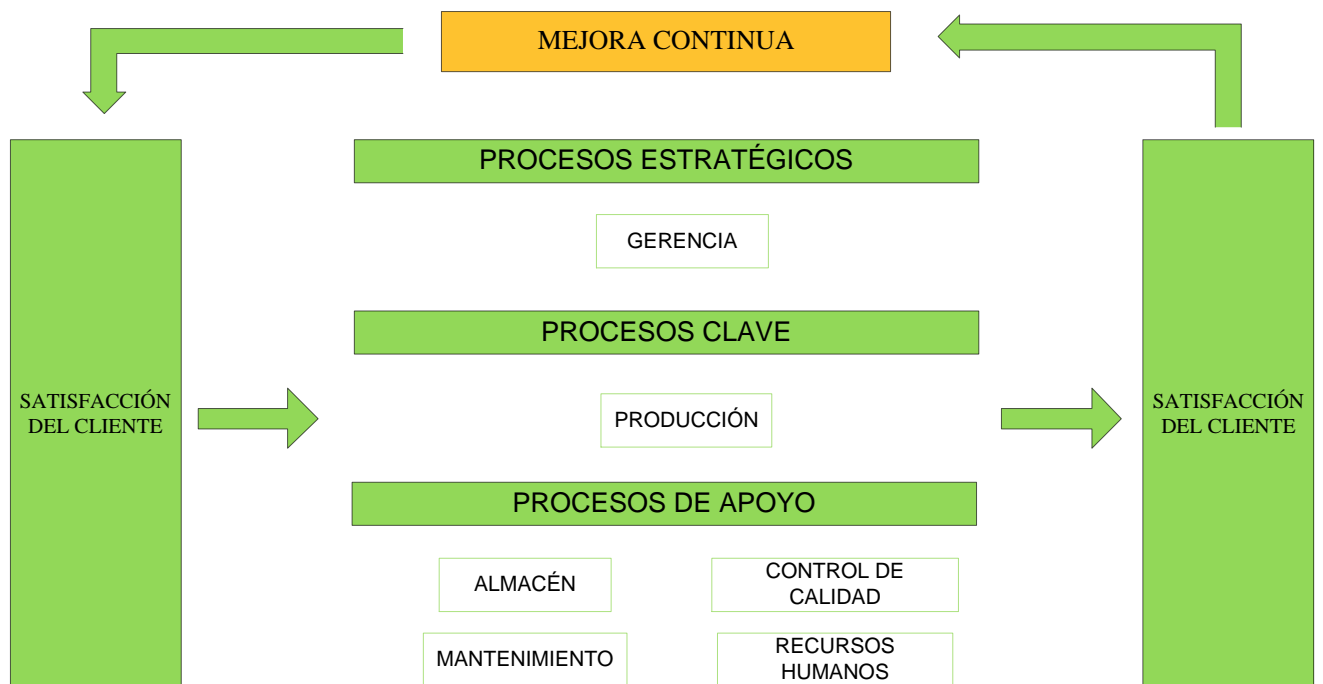 MEJORA CONTINUA
PROCESOS ESTRATÉGICOS
GERENCIA
PROCESOS CLAVE
SATISFACCIÓN
DEL CLIENTE
PRODUCCIÓN
SATISFACCIÓN
DEL CLIENTE
PROCESOS DE APOYO
ALMACÉN
CONTROL DE
CALIDAD
MANTENIMIENTO
RECURSOS
HUMANOS